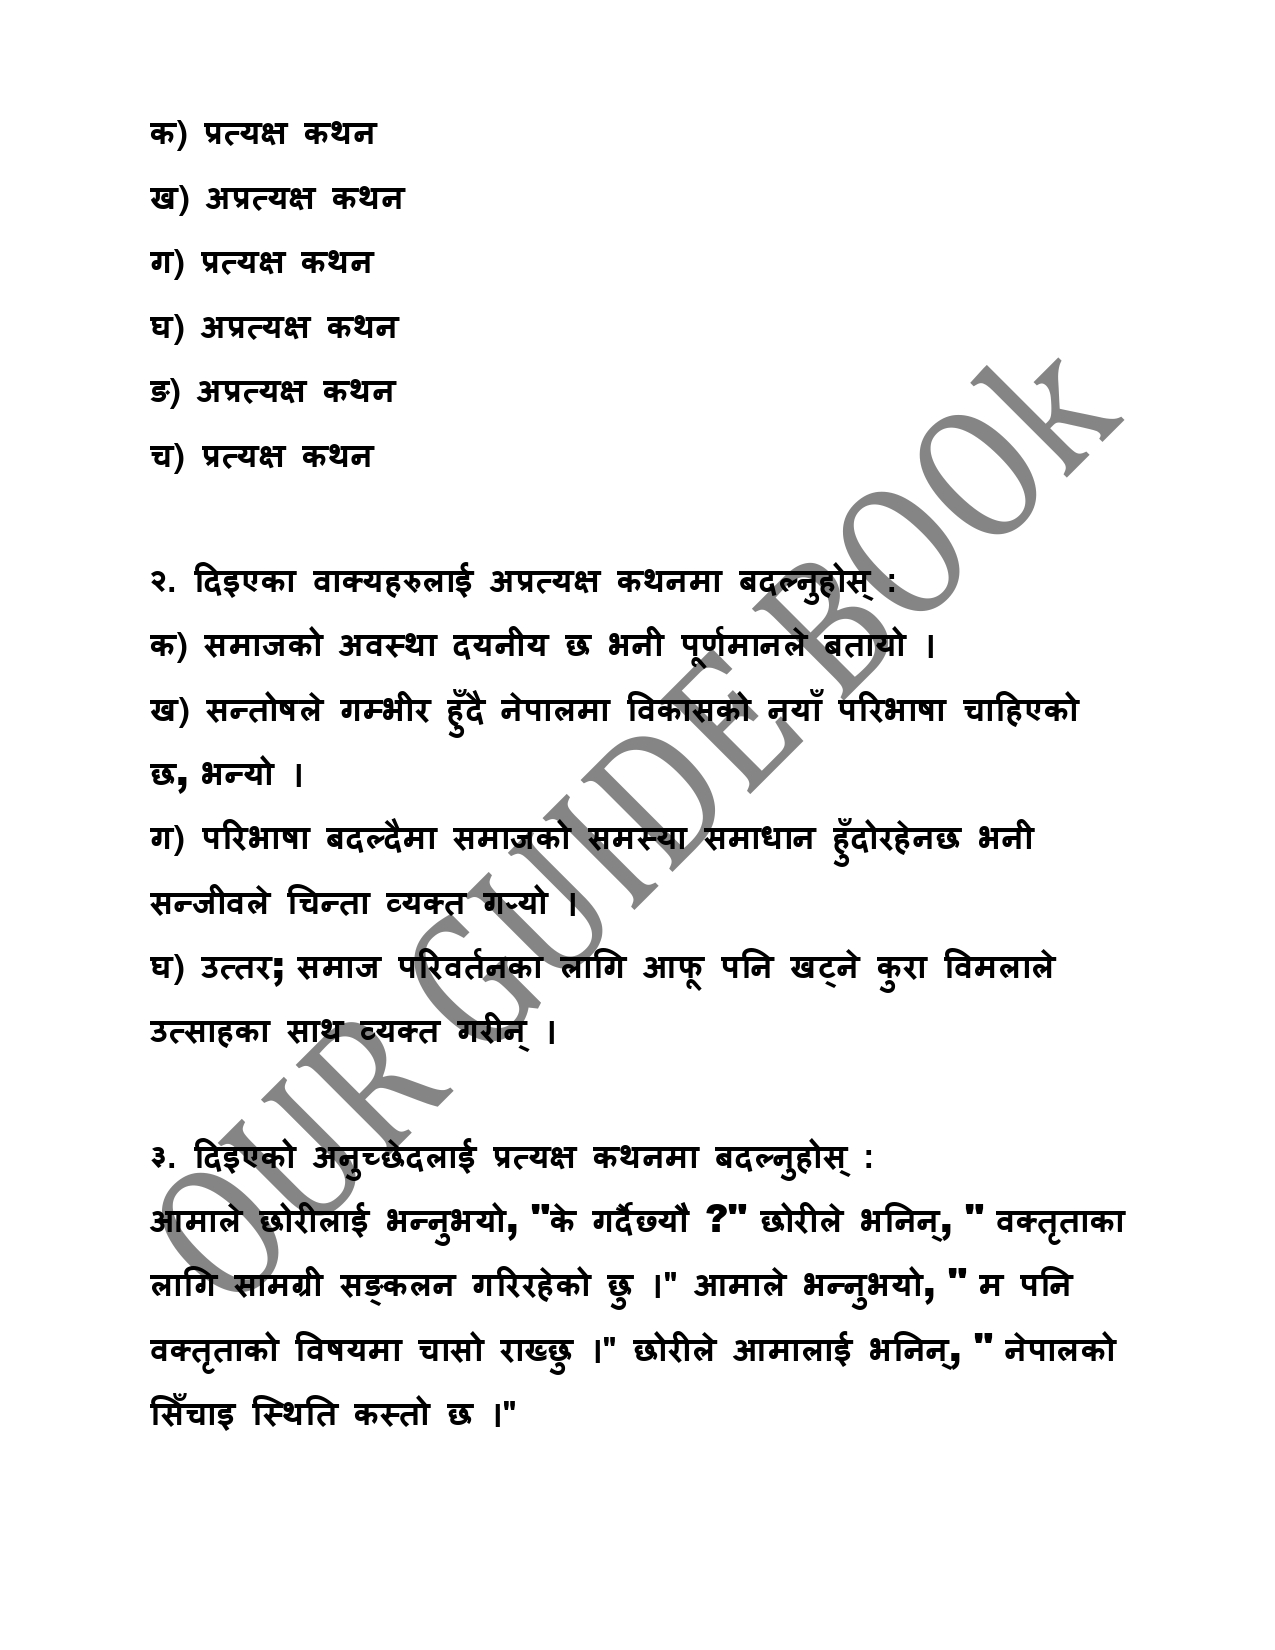 क) प्रत्यक्ष कथन
ख) अप्रत्यक्ष कथन
ग) प्रत्यक्ष कथन
घ) अप्रत्यक्ष कथन
ङ) अप्रत्यक्ष कथन
च) प्रत्यक्ष कथन
२. दिइएका वाक्यहरुलाई अप्रत्यक्ष कथनमा बदल्नुहोस् :
क) समाजको अवस्था दयनीय छ भनी पूर्णमानले बतायो ।
ख) सन्तोषले गम्भीर हुँदै नेपालमा विकासको नयाँ परिभाषा चाहिएको
छ, भन्यो ।
ग) परिभाषा बदल्दैमा समाजको समस्या समाधान हुँदोरहेनछ भनी
सन्जीवले चिन्ता व्यक्त गर्‍यो ।
घ) उत्तर; समाज परिवर्तनका लागि आफू पनि खट्ने कुरा विमलाले
उत्साहका साथ व्यक्त गरीन् ।
३. दिइएको अनुच्छेदलाई प्रत्यक्ष कथनमा बदल्नुहोस् :
आमाले छोरीलाई भन्नुभयो, "के गर्दैछ्यौ ?" छोरीले भनिन्, " वक्तृताका
लागि सामग्री सङ्कलन गरिरहेको छु ।" आमाले भन्नुभयो, " म पनि
वक्तृताको विषयमा चासो राख्छु ।" छोरीले आमालाई भनिन्, " नेपालको
सिँचाइ स्थिति कस्तो छ ।"
OUR GUIDE BOOk